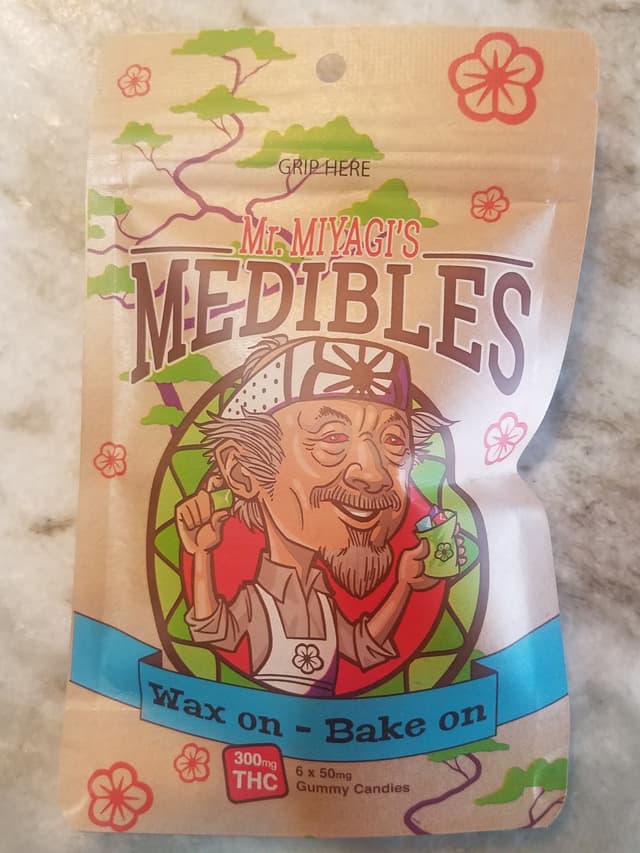 GRIP HERE
Mr. MIYAGI'S
MEDIBLES
Wax on - Bake on
300mg
THC
6 x 50mg
Gummy Candies